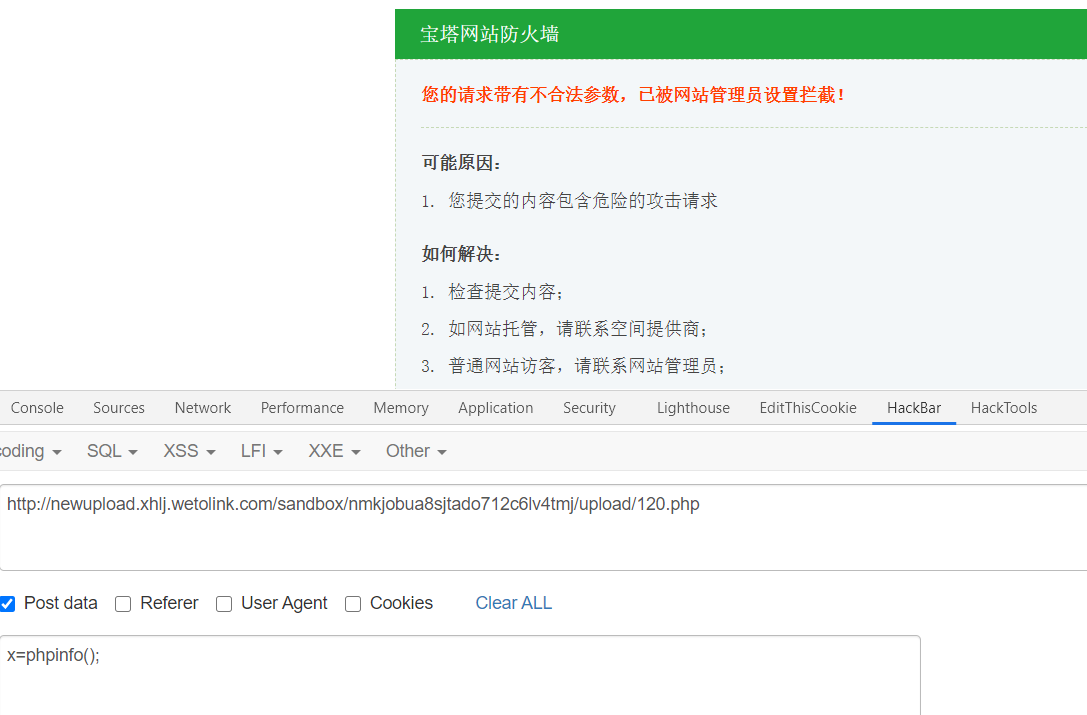 宝塔网站防火墙
您的请求带有不合法参数，已被网站管理员设置拦截！
可能原因：
1. 您提交的内容包含危险的攻击请求
如何解决：
1. 检查提交内容；
2. 如网站托管，请联系空间提供商；
3. 普通网站访客，请联系网站管理员；
Console Sources Network Performance Memory Application Security Lighthouse EditThisCookie HackBar HackTools
oding SQL XSS LFI XXE Other
http://newupload.xhlj.wetolink.com/sandbox/nmkjobua8sjtado712c6lv4tmj/upload/120.php
Post data Referer User Agent Cookies Clear ALL
x=phpinfo();